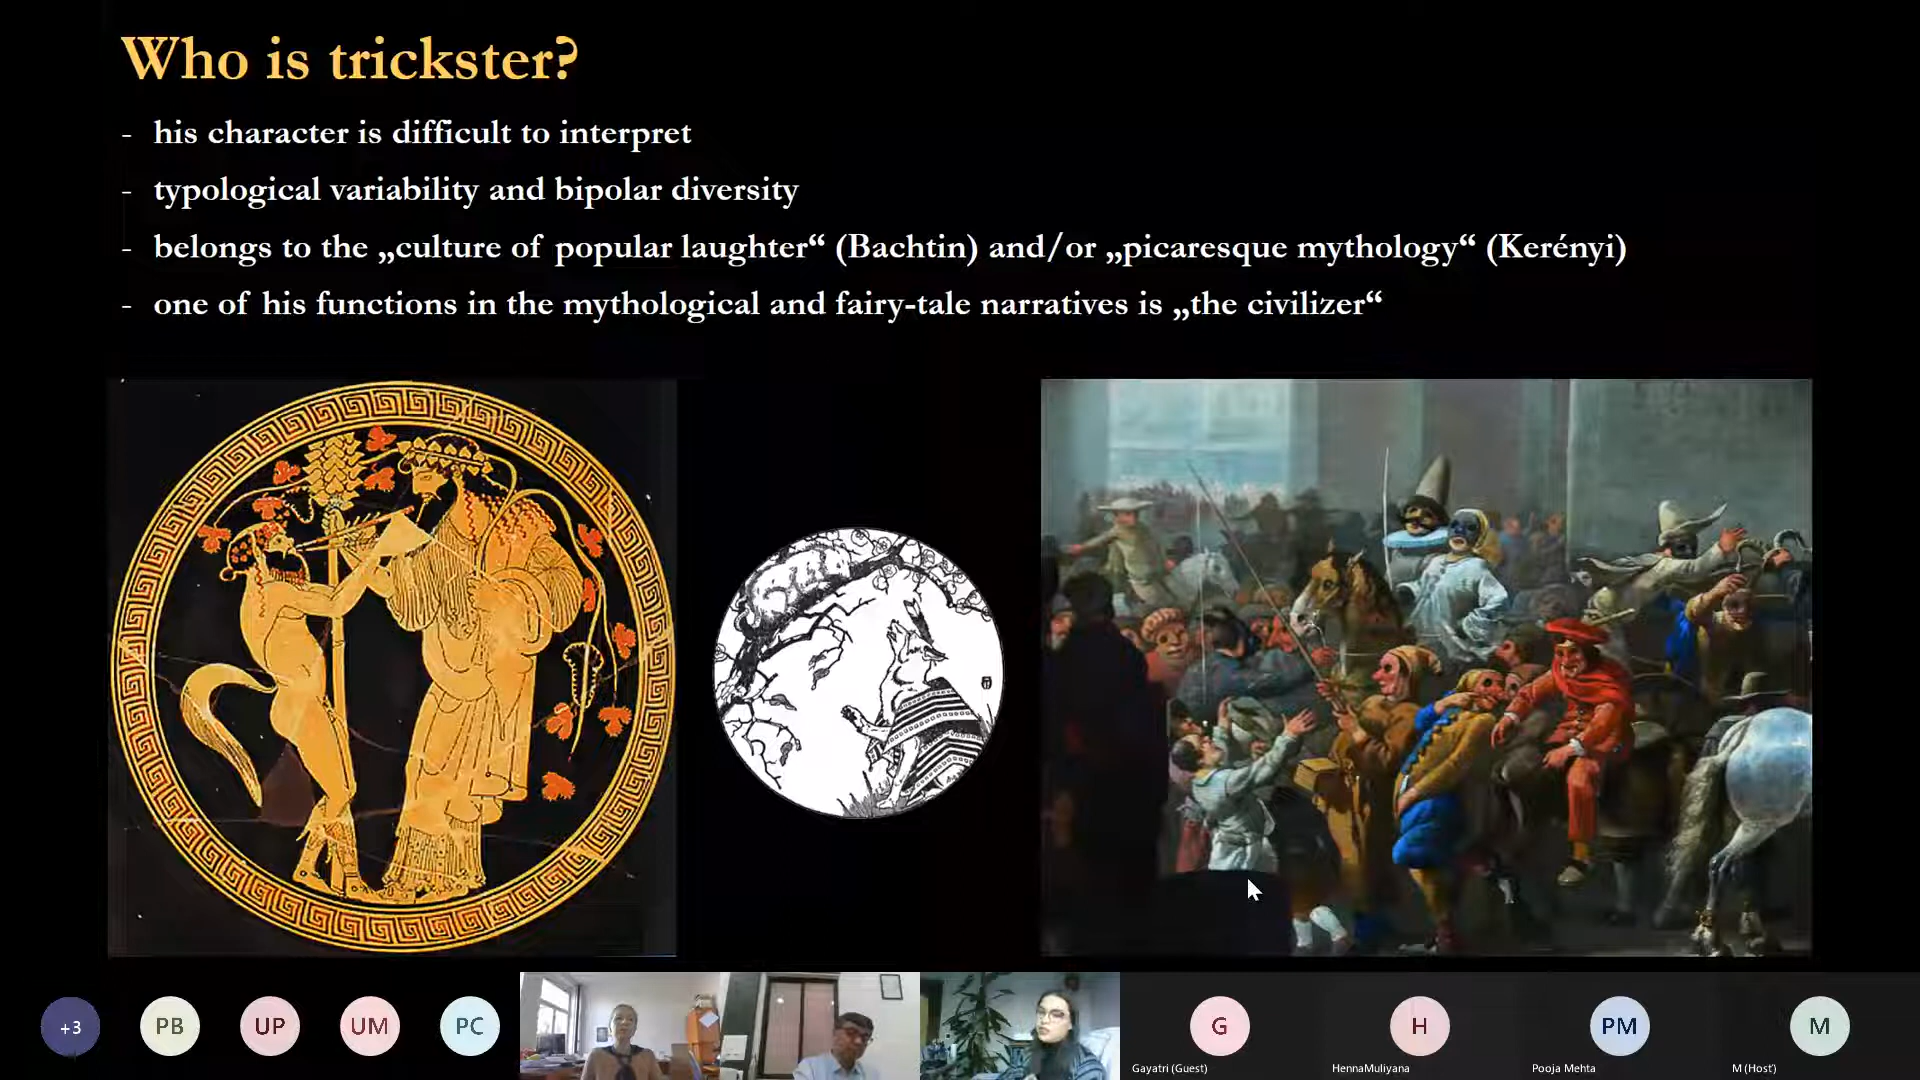 Who is trickster?
- his character is difficult to interpret
- typological variability and bipolar diversity
- belongs to the „culture of popular laughter“ (Bachtin) and/or „picaresque mythology“ (Kerényi)
- one of his functions in the mythological and fairy-tale narratives is „the civilizer“
+3
PB
UP
UM
PC
G
H
PM
M
Gayatri (Guest)
HennaMuliyana
Pooja Mehta
M (Host)